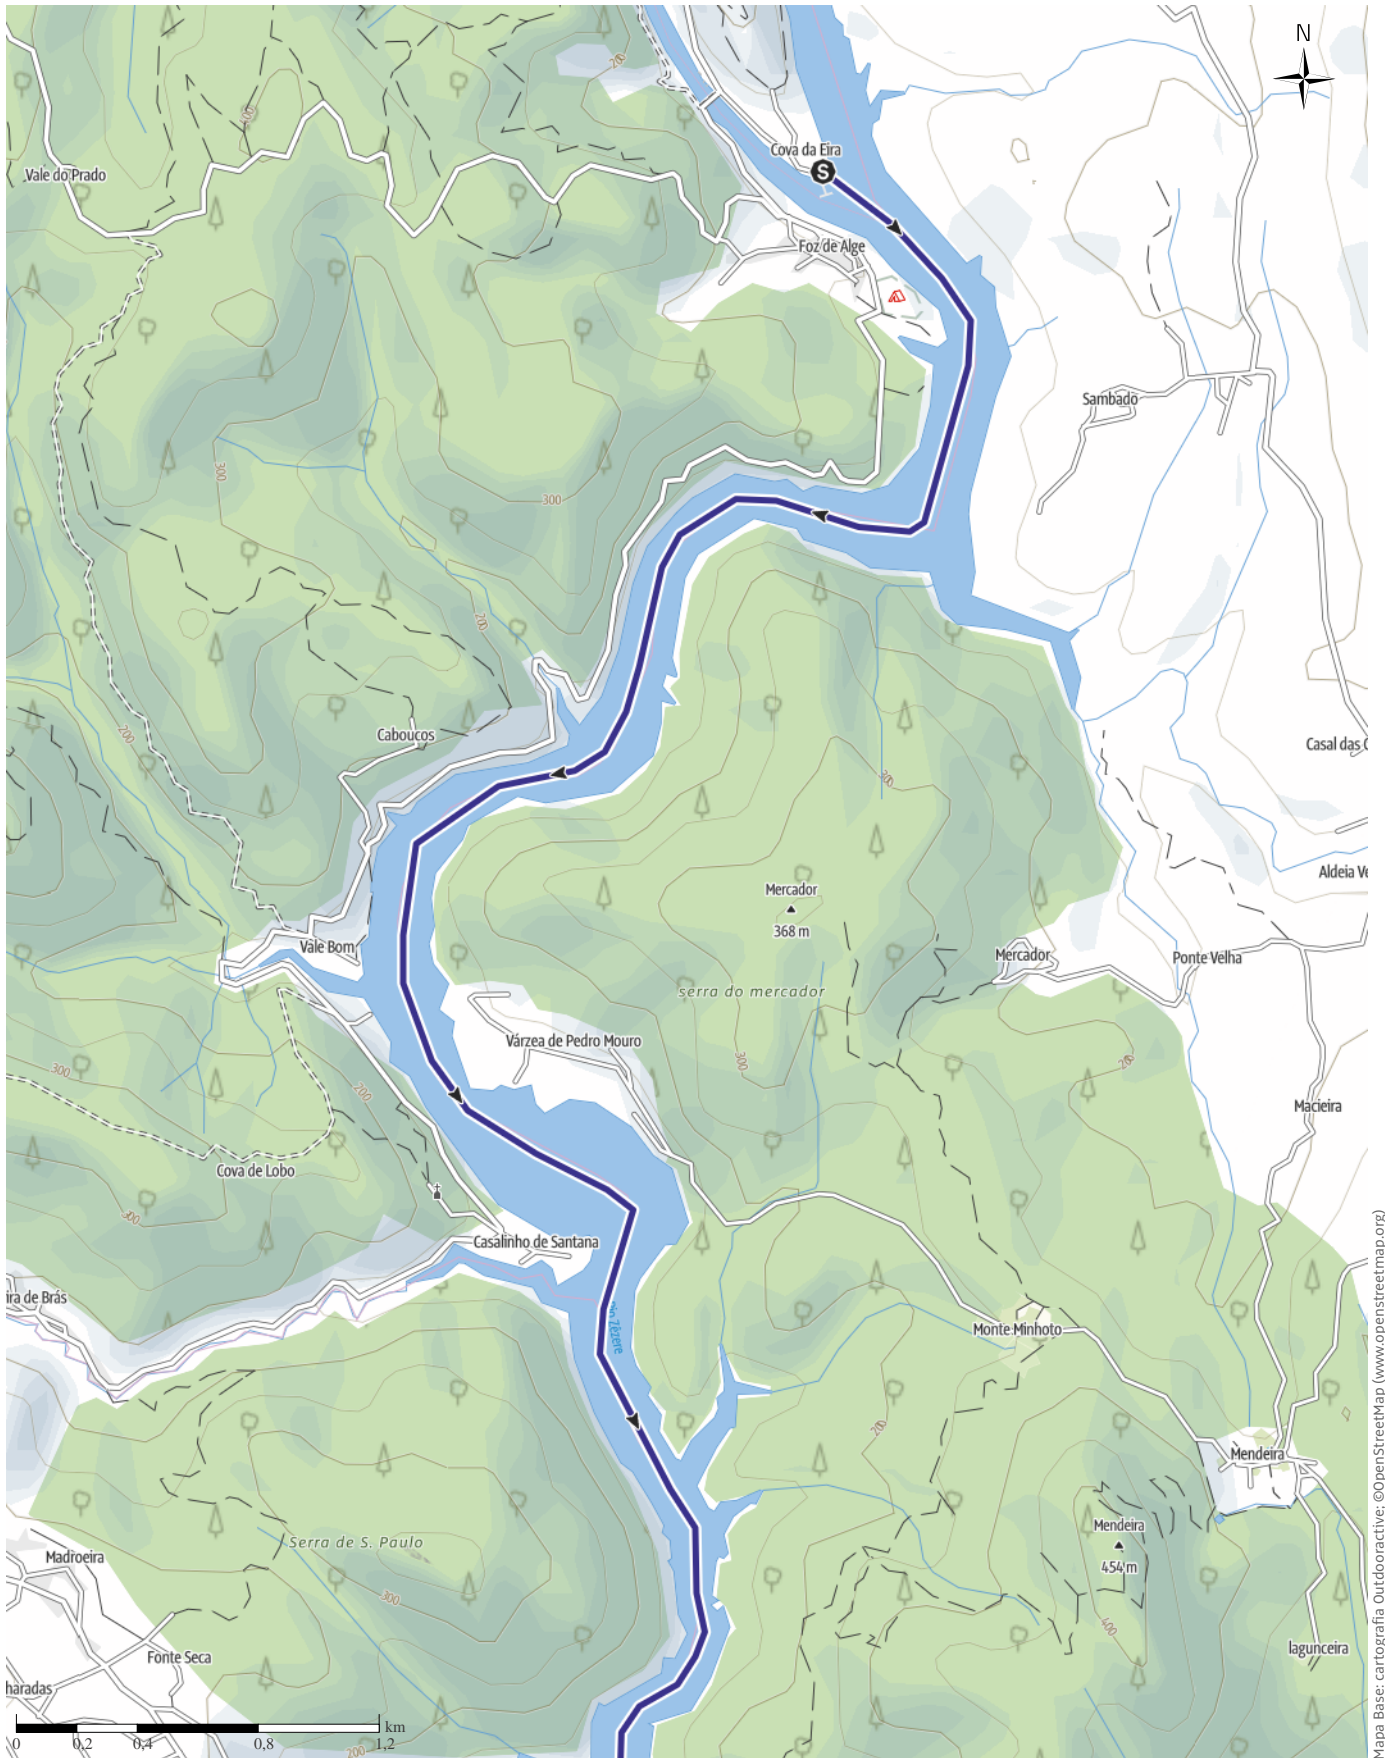 N
200
Cova da Eira
S
400
Vale do Prado
Foz de Alge
Sambado
300
300
200
Caboucos
200
Casal das
300
Aldeia Ve
Mercador
368 m
Vale Bom
Mercador
Ponte Velha
serra do mercador
Várzea de Pedro Mouro
300
300
200
Macieira
Cova de Lobo
300
Casalinho de Santana
ira de Brás
Zêzere
Monte Minhoto
200
Mendeira
Mendeira
454 m
Serra de S. Paulo
Madroeira
300
400
Fonte Seca
lagunceira
haradas
200
km
0
0,2
0,4
0,8
1,2
Mapa Base: cartografia Outdooractive; ©OpenStreetMap (www.openstreetmap.org)